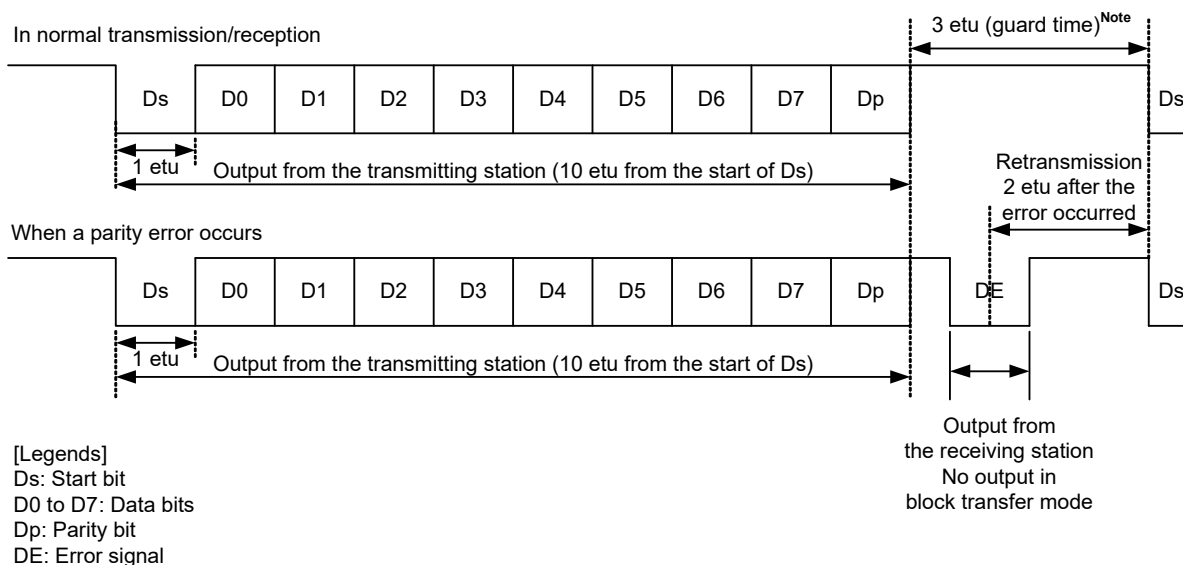 In normal transmission/reception
3 etu (guard time)Note
Ds D0 D1 D2 D3 D4 D5 D6 D7 Dp Ds
1 etu
Output from the transmitting station (10 etu from the start of Ds)
Retransmission
2 etu after the
error occurred
When a parity error occurs
Ds D0 D1 D2 D3 D4 D5 D6 D7 Dp DE Ds
1 etu
Output from the transmitting station (10 etu from the start of Ds)
Output from
the receiving station
No output in
block transfer mode
[Legends]
Ds: Start bit
D0 to D7: Data bits
Dp: Parity bit
DE: Error signal